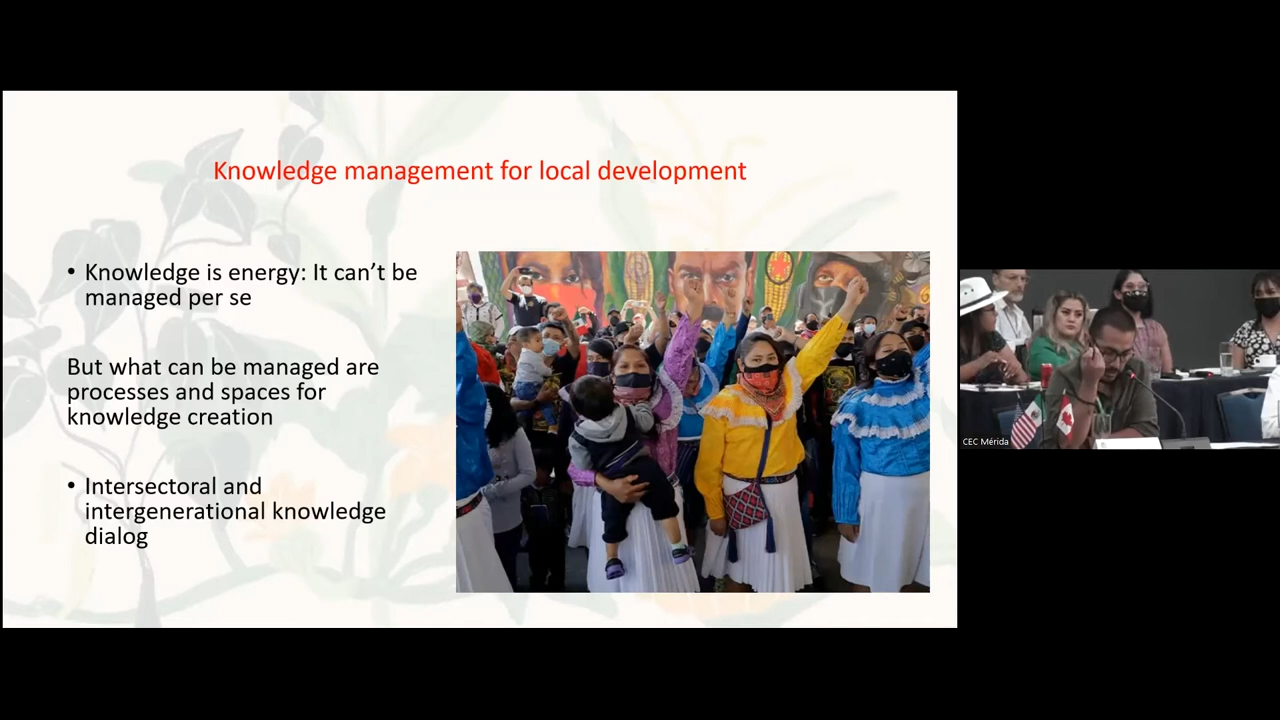 Knowledge management for local development
• Knowledge is energy: It can’t be
managed per se
But what can be managed are
processes and spaces for
knowledge creation
• Intersectoral and
intergenerational knowledge
dialog
CEC Mérida